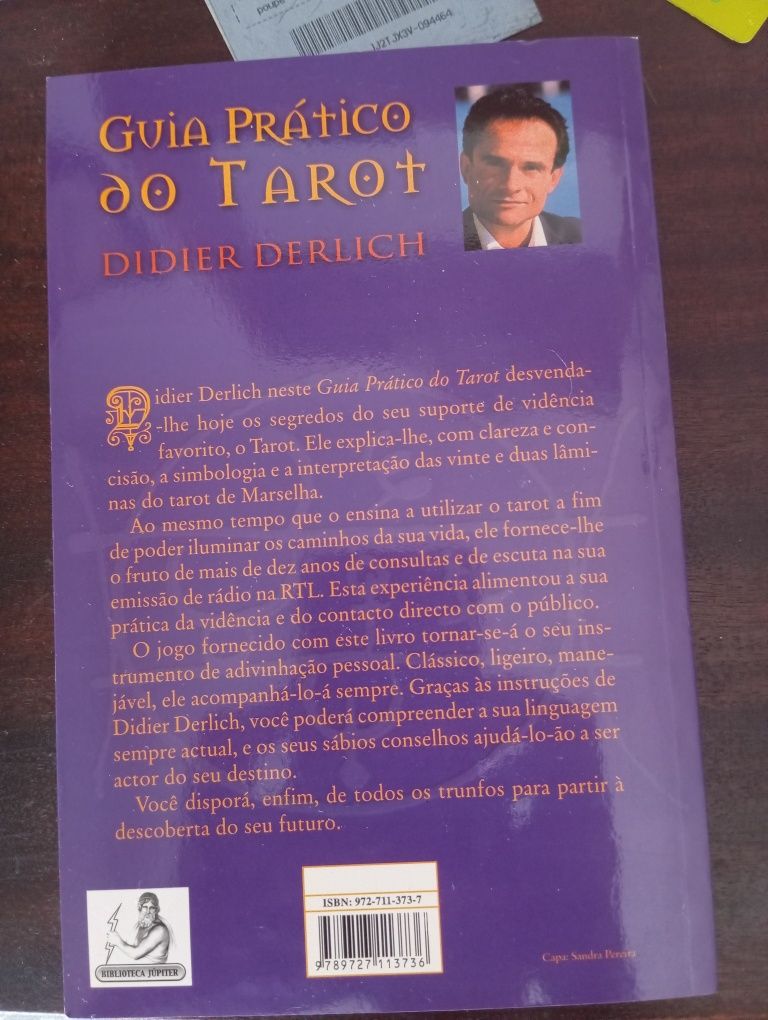 poupe
JJ2TJX3V-094464
GUIA PRÁTICO
DO TAROT
DIDIER DERLICH
Didier Derlich neste Guia Prático do Tarot desvenda-
-lhe hoje os segredos do seu suporte de vidência
favorito, o Tarot. Ele explica-lhe, com clareza e con-
cisão, a simbologia e a interpretação das vinte e duas lâmi-
nas do tarot de Marselha.
Ao mesmo tempo que o ensina a utilizar o tarot a fim
de poder iluminar os caminhos da sua vida, ele fornece-lhe
o fruto de mais de dez anos de consultas e de escuta na sua
emissão de rádio na RTL. Esta experiência alimentou a sua
prática da vidência e do contacto directo com o público.
O jogo fornecido com este livro tornar-se-á o seu ins-
trumento de adivinhação pessoal. Clássico, ligeiro, mane-
jável, ele acompanhá-lo-á sempre. Graças às instruções de
Didier Derlich, você poderá compreender a sua linguagem
sempre actual, e os seus sábios conselhos ajudá-lo-ão a ser
actor do seu destino.
Você disporá, enfim, de todos os trunfos para partir à
descoberta do seu futuro.
ISBN: 972-711-373-7
9789727113736
BIBLIOTECA JÚPITER
Capa: Sandra Pereira